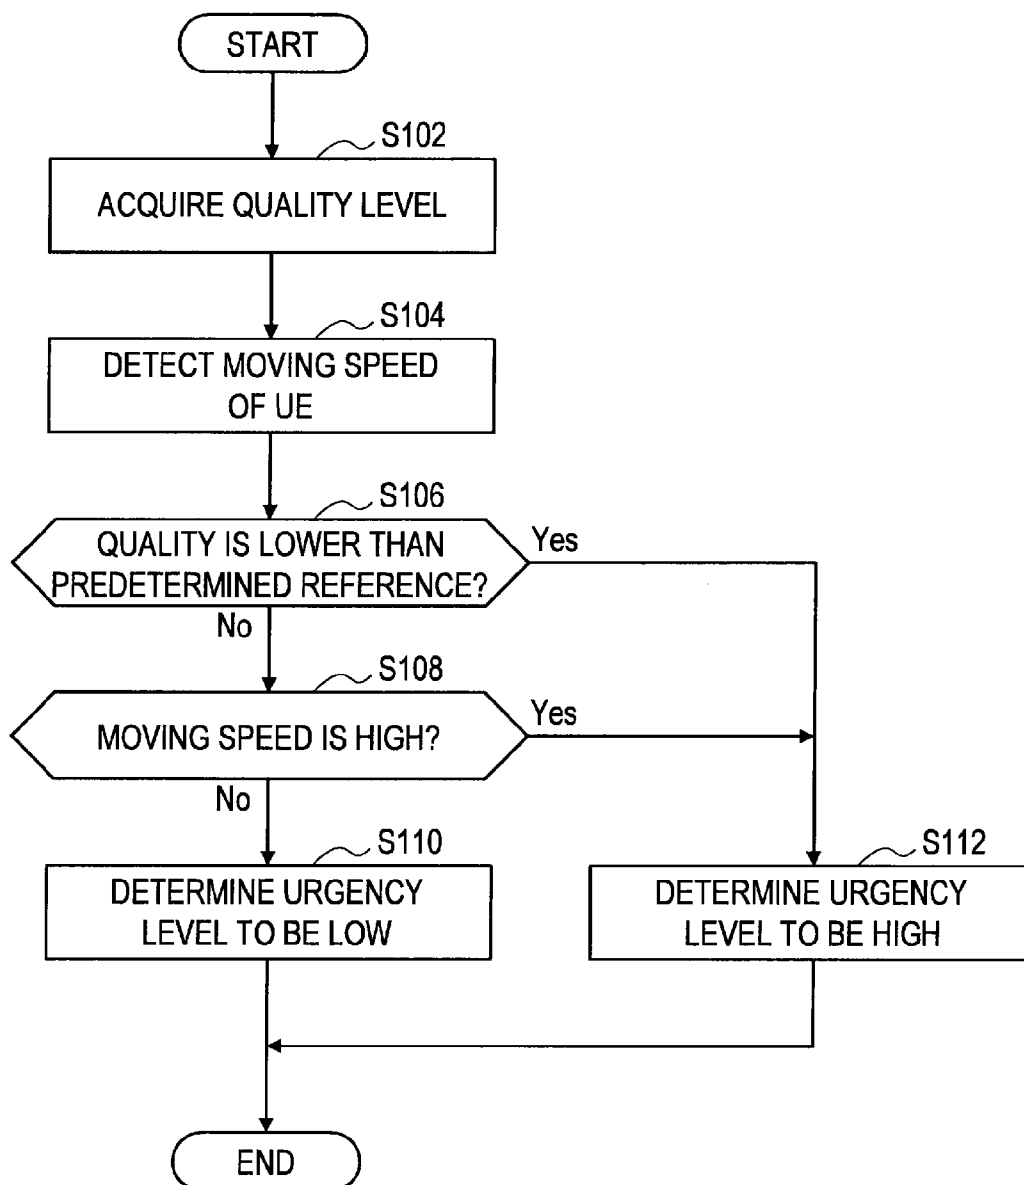 START
S102
ACQUIRE QUALITY LEVEL
S104
DETECT MOVING SPEED
OF UE
S106
QUALITY IS LOWER THAN
PREDETERMINED REFERENCE?
Yes
No
S108
MOVING SPEED IS HIGH?
Yes
No
S110
DETERMINE URGENCY
LEVEL TO BE LOW
S112
DETERMINE URGENCY
LEVEL TO BE HIGH
END